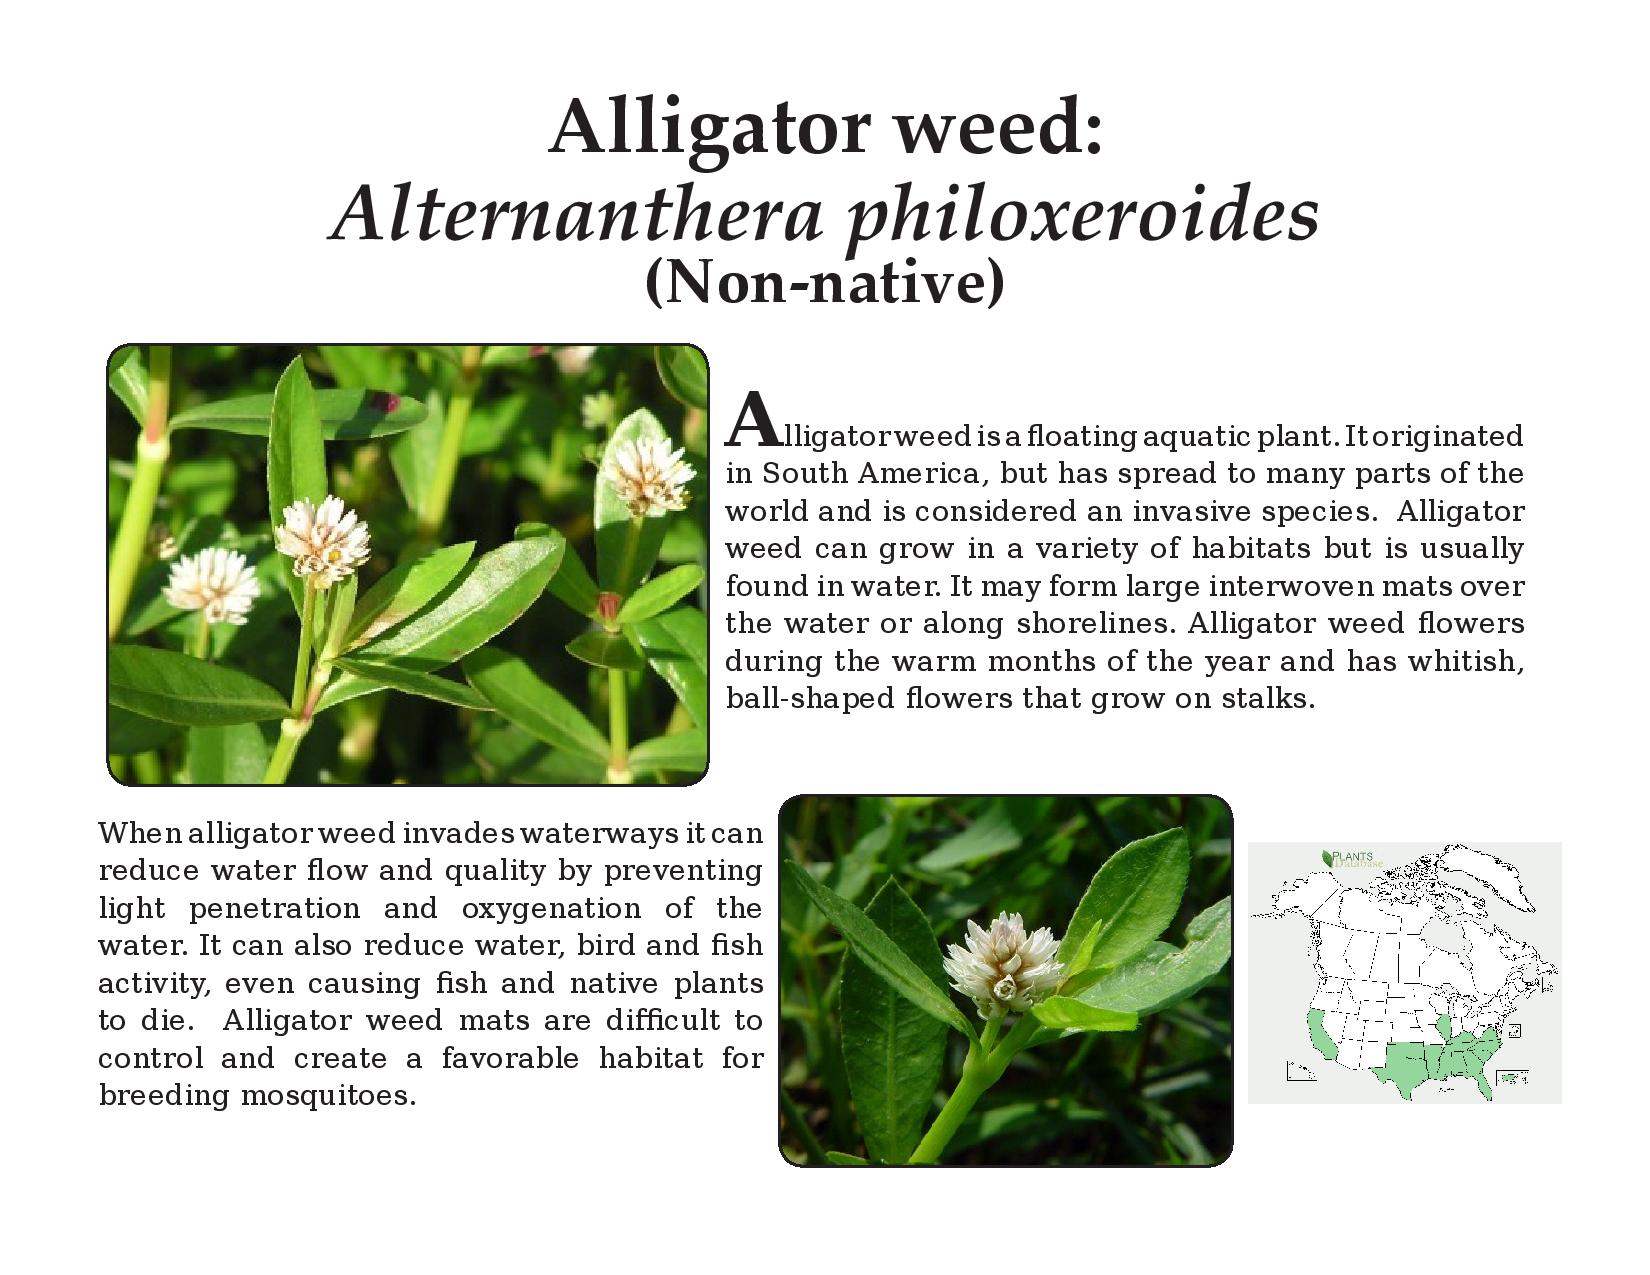 Alligator weed:
Alternanthera philoxeroides
(Non-native)
Alligator weed is a floating aquatic plant. It originated
in South America, but has spread to many parts of the
world and is considered an invasive species. Alligator
weed can grow in a variety of habitats but is usually
found in water. It may form large interwoven mats over
the water or along shorelines. Alligator weed flowers
during the warm months of the year and has whitish,
ball-shaped flowers that grow on stalks.
When alligator weed invades waterways it can
reduce water flow and quality by preventing
light penetration and oxygenation of the
water. It can also reduce water, bird and fish
activity, even causing fish and native plants
to die. Alligator weed mats are difficult to
control and create a favorable habitat for
breeding mosquitoes.
PLANTS
Database